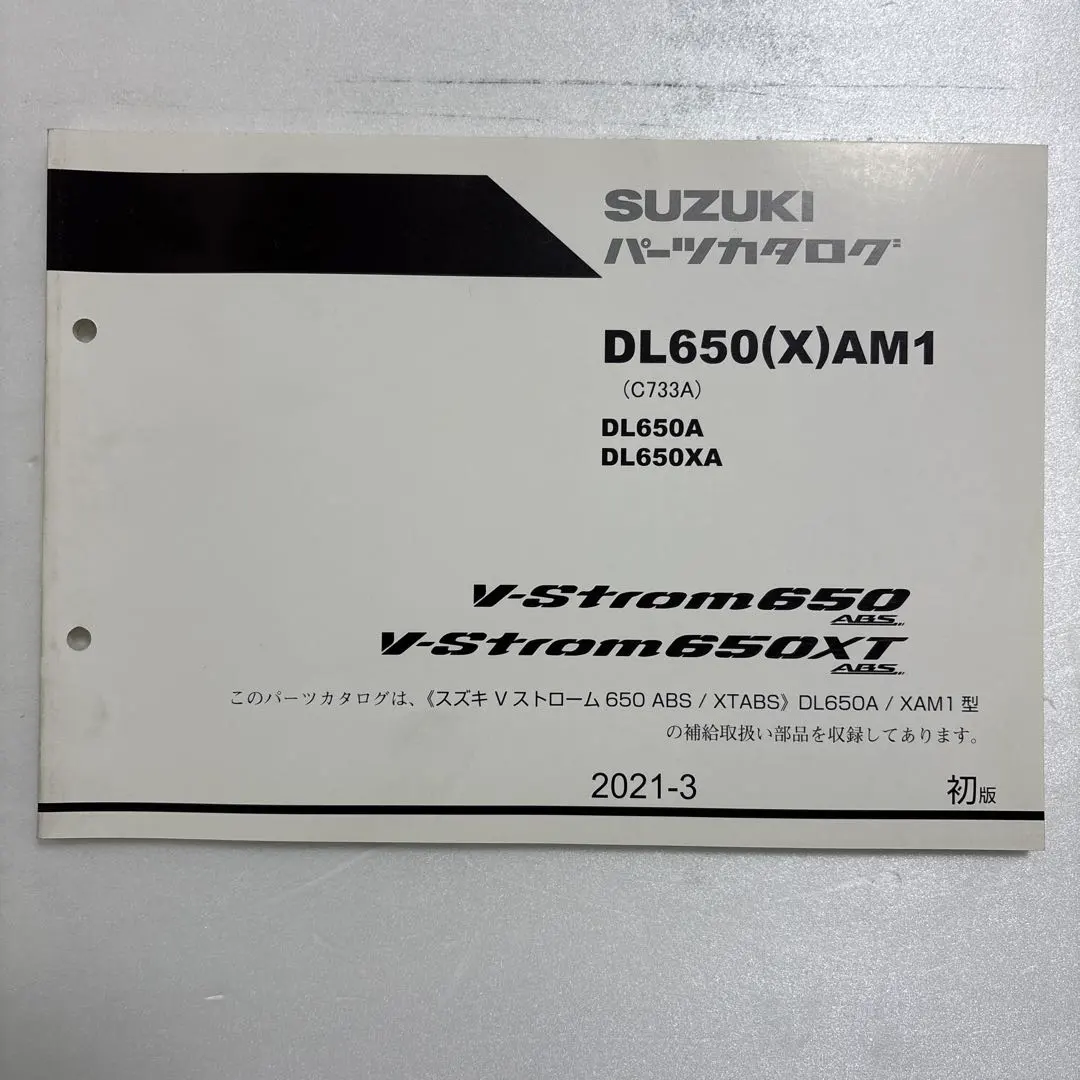 SUZUKI
パーツカタログ
DL650(X)AM1
(C733A)
DL650A
DL650XA
V-Strom650
ABS
V-Strom650XT
ABS
このパーツカタログは、《スズキ V ストローム 650 ABS / XTABS》 DL650A / XAM1 型
の補給取扱い部品を収録してあります。
2021-3 初版